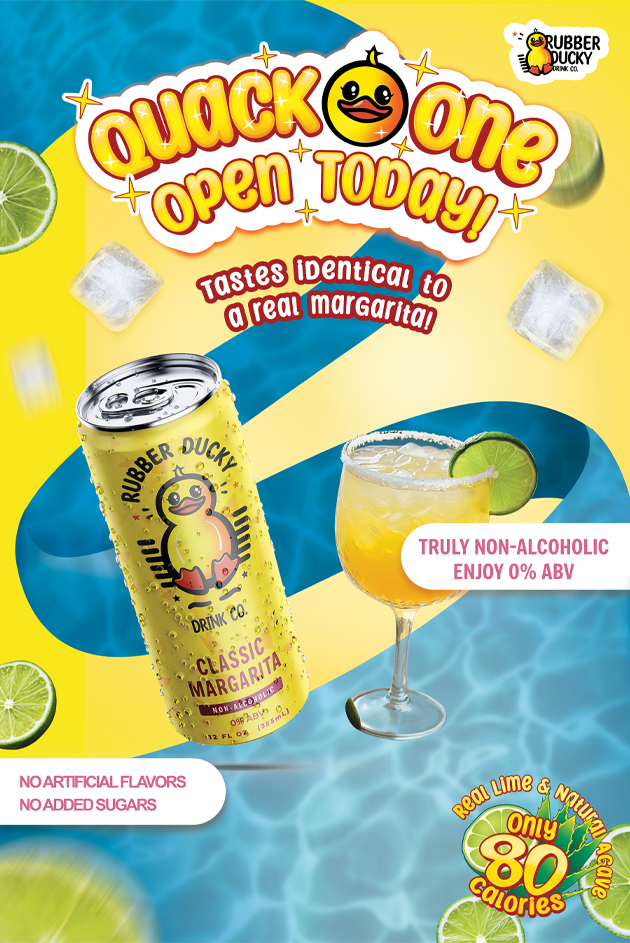 RUBBER
DUCKY
DRINK CO.
QUACK ONE
OPEN TODAY!
Tastes identical to
a real margarita!
RUBBER DUCKY
DRINK CO.
CLASSIC
MARGARITA
NON-ALCOHOLIC
0% ABV
12 FL OZ (355mL)
TRULY NON-ALCOHOLIC
ENJOY 0% ABV
NO ARTIFICIAL FLAVORS
NO ADDED SUGARS
Real Lime & Natural Agave
Only
80
Calories